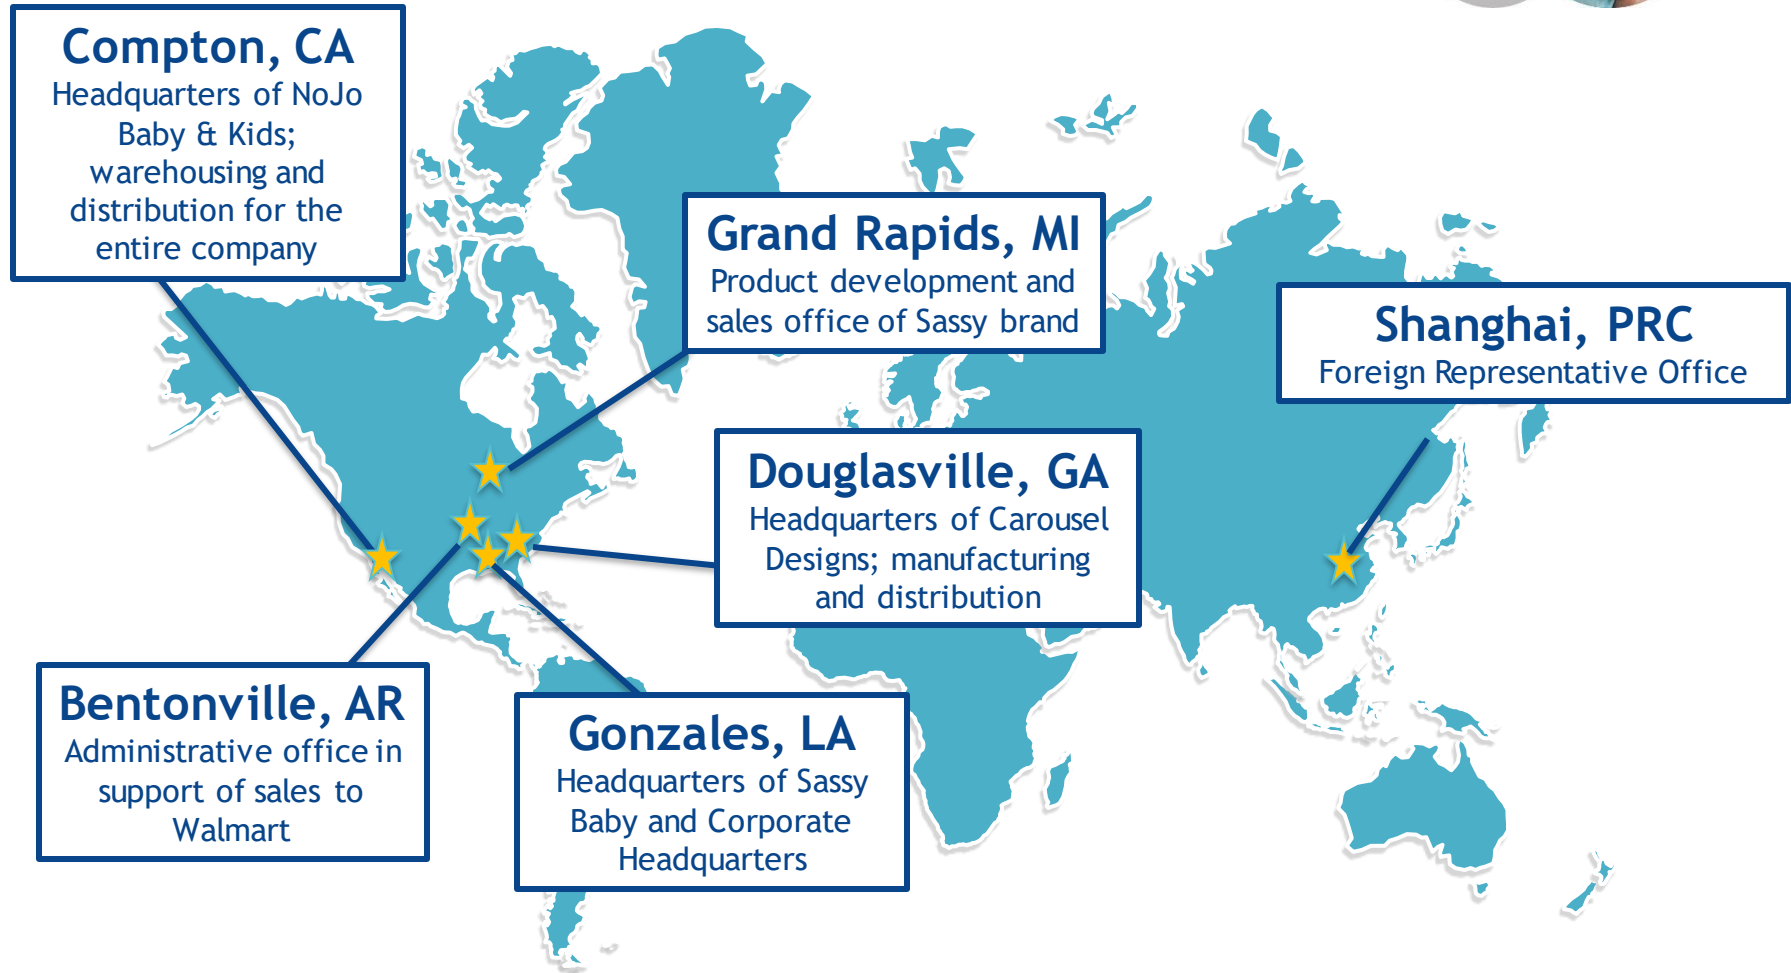 Compton, CA
Headquarters of NoJo
Baby & Kids;
warehousing and
distribution for the
entire company
Grand Rapids, MI
Product development and
sales office of Sassy brand
Shanghai, PRC
Foreign Representative Office
Douglasville, GA
Headquarters of Carousel
Designs; manufacturing
and distribution
Bentonville, AR
Administrative office in
support of sales to
Walmart
Gonzales, LA
Headquarters of Sassy
Baby and Corporate
Headquarters